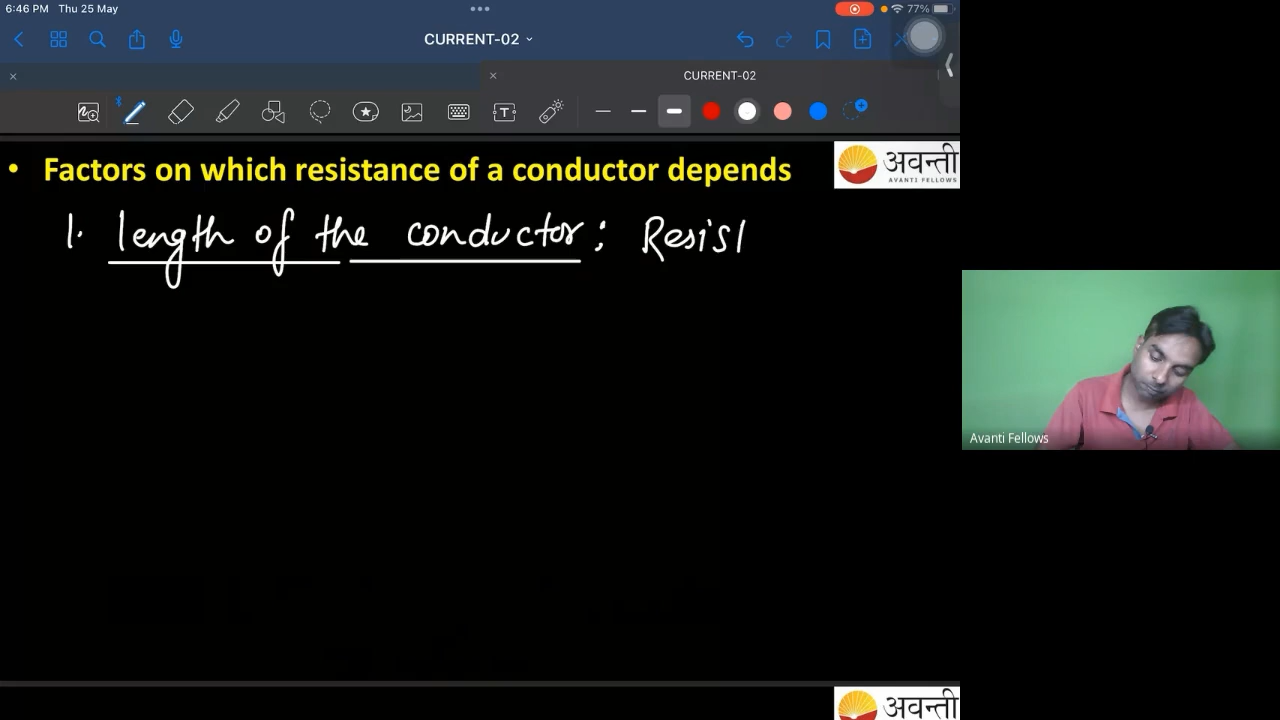 6:46 PM Thu 25 May
77%
CURRENT-02
CURRENT-02
T
• Factors on which resistance of a conductor depends
अवन्ती
AVANTI FELLOWS
1. length of the conductor : Resis
Avanti Fellows
अवन्ती